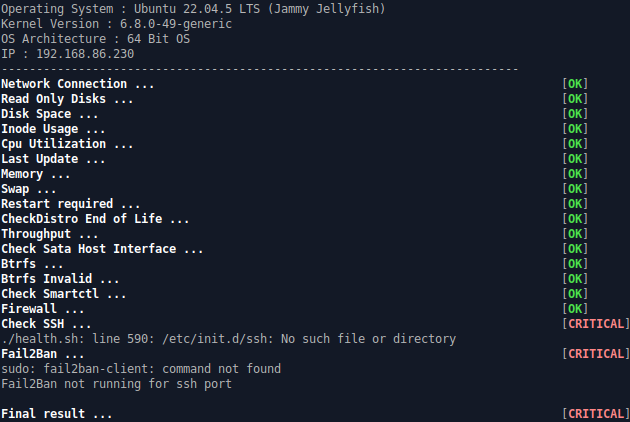 Operating System : Ubuntu 22.04.5 LTS (Jammy Jellyfish)
Kernel Version : 6.8.0-49-generic
OS Architecture : 64 Bit OS
IP : 192.168.86.230
--------------------------------------------------------------------------
Network Connection ... [OK]
Read Only Disks ... [OK]
Disk Space ... [OK]
Inode Usage ... [OK]
Cpu Utilization ... [OK]
Last Update ... [OK]
Memory ... [OK]
Swap ... [OK]
Restart required ... [OK]
CheckDistro End of Life ... [OK]
Throughput ... [OK]
Check Sata Host Interface ... [OK]
Btrfs ... [OK]
Btrfs Invalid ... [OK]
Check Smartctl ... [OK]
Firewall ... [OK]
Check SSH ... [CRITICAL]
./health.sh: line 590: /etc/init.d/ssh: No such file or directory
Fail2Ban ... [CRITICAL]
sudo: fail2ban-client: command not found
Fail2Ban not running for ssh port
Final result ... [CRITICAL]